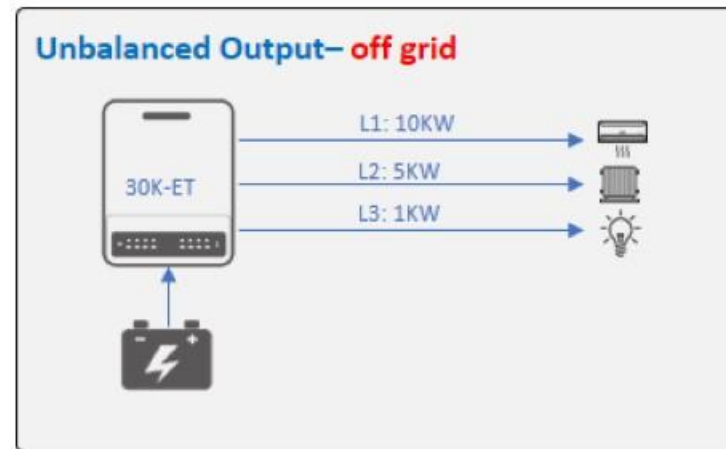 Unbalanced Output– off grid
L1: 10KW
L2: 5KW
30K-ET
L3: 1KW